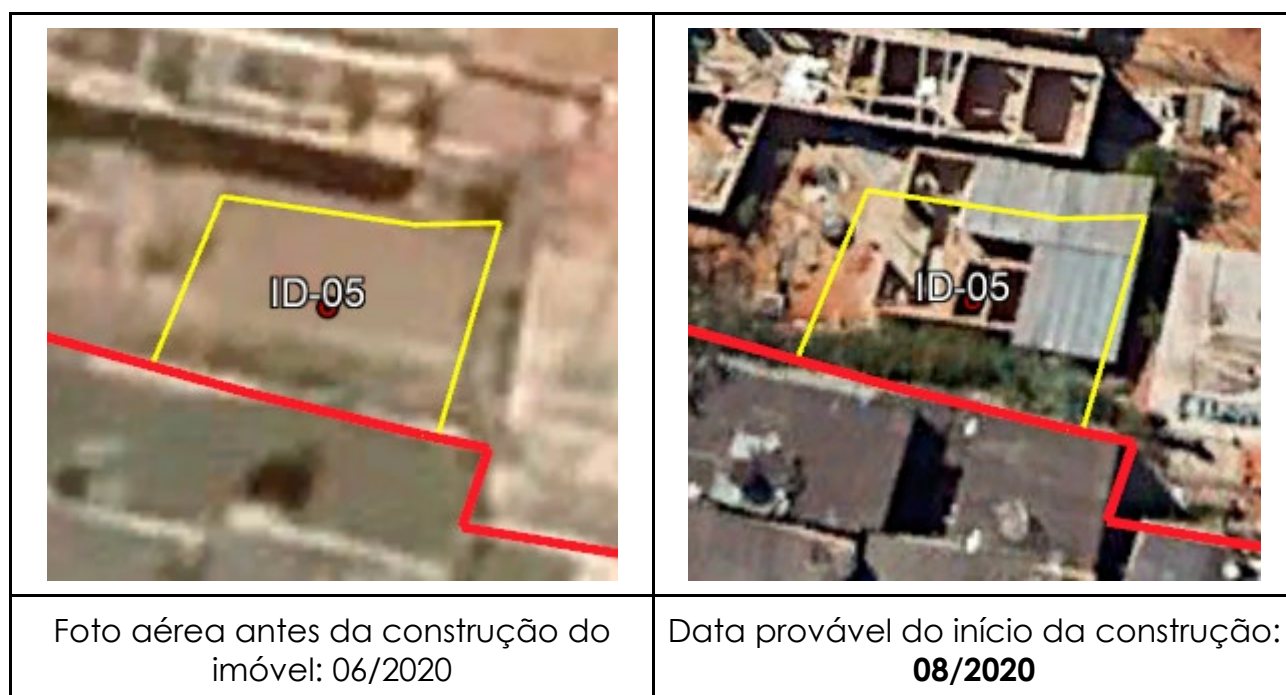 ID-05
ID-05
Foto aérea antes da construção do
imóvel: 06/2020
Data provável do início da construção:
08/2020